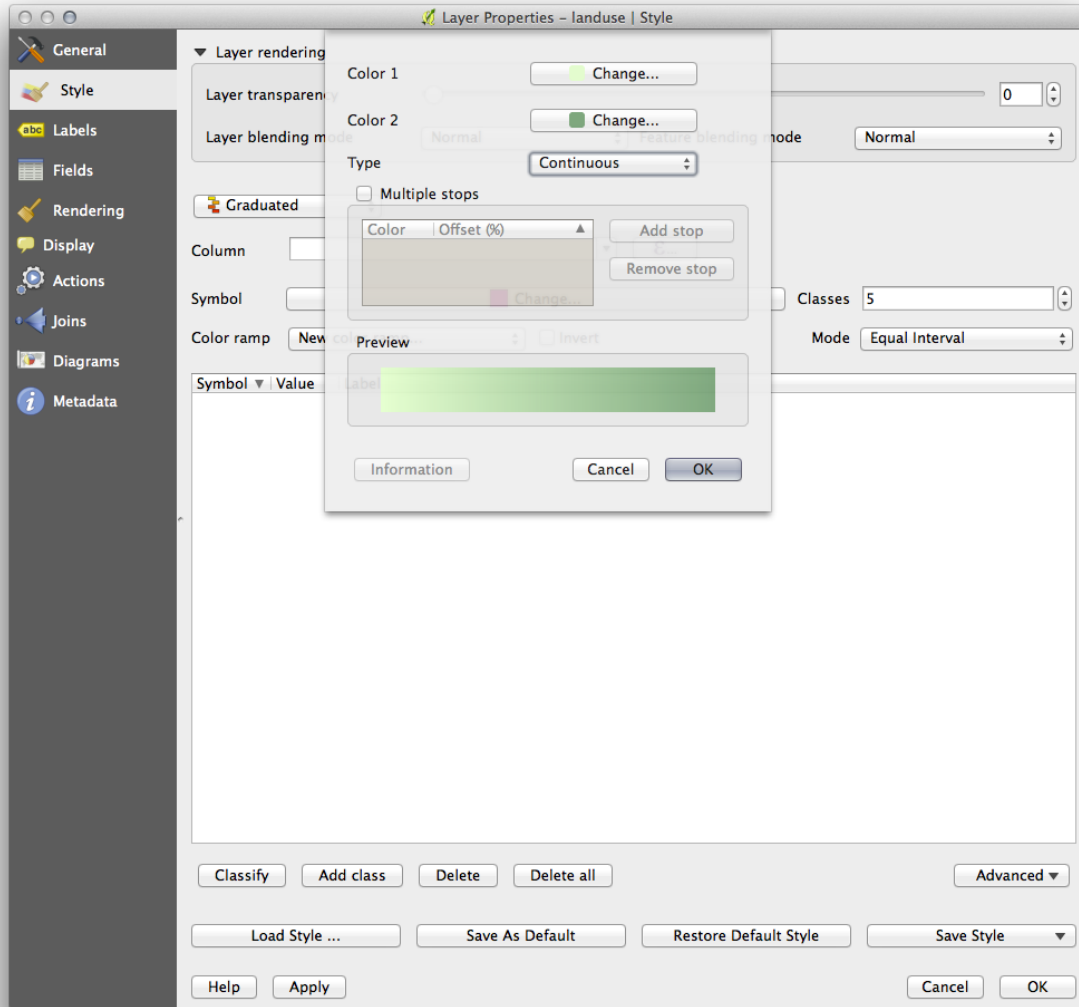 Layer Properties – landuse | Style
General
Style
abc Labels
Fields
Rendering
Display
Actions
Joins
Diagrams
i Metadata
Layer rendering
Layer transparency 0
Layer blending mode Normal Feature blending mode Normal
Color 1 Change...
Color 2 Change...
Type Continuous
Multiple stops
Color Offset (%)
Add stop
Remove stop
Preview
Information Cancel OK
Graduated
Column
Symbol Change... Classes 5
Color ramp New color ramp... Invert Mode Equal Interval
Symbol Value Label
Classify Add class Delete Delete all Advanced
Load Style ... Save As Default Restore Default Style Save Style
Help Apply Cancel OK